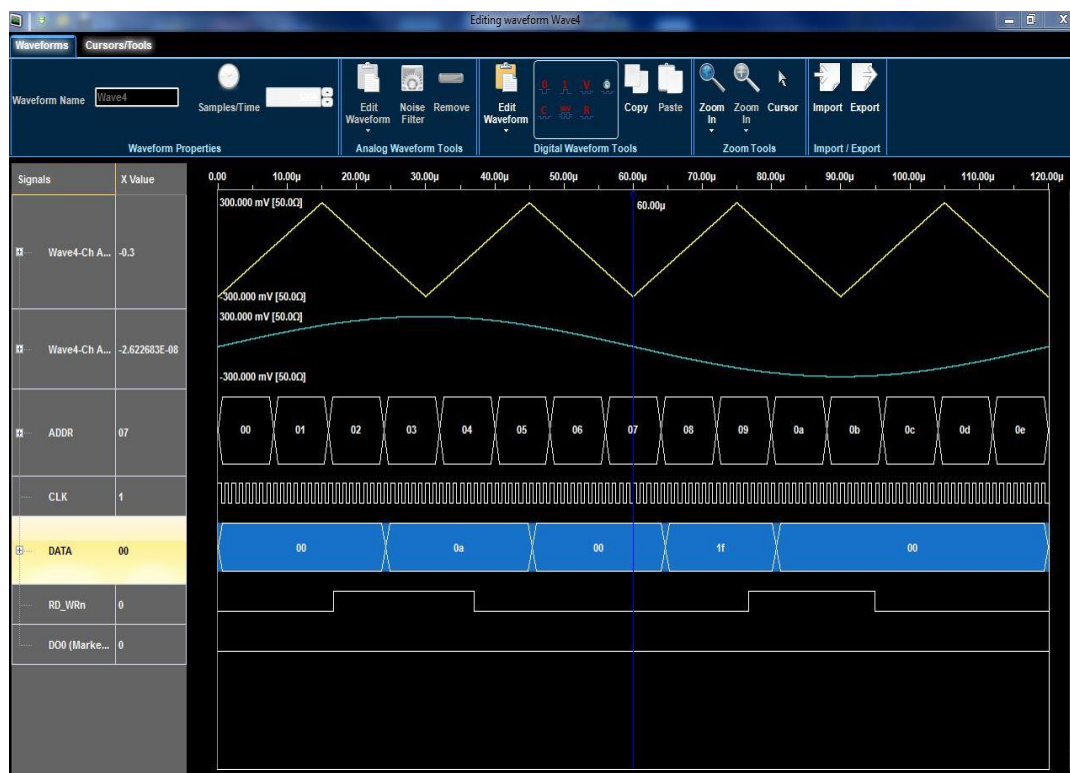 Editing waveform Wave4
Waveforms Cursors/Tools
Waveform Name Wave4
Samples/Time
Waveform Properties
Edit Waveform
Noise Filter
Remove
Analog Waveform Tools
Edit Waveform
0 1 V
C INV R
Copy
Paste
Digital Waveform Tools
Zoom In
Zoom In
Cursor
Zoom Tools
Import
Export
Import / Export
Signals X Value
0.00 10.00µ 20.00µ 30.00µ 40.00µ 50.00µ 60.00µ 70.00µ 80.00µ 90.00µ 100.00µ 110.00µ 120.00µ
300.000 mV [50.0Ω]
60.00µ
Wave4-Ch A... -0.3
-300.000 mV [50.0Ω]
300.000 mV [50.0Ω]
Wave4-Ch A... -2.622683E-08
-300.000 mV [50.0Ω]
ADDR 07 00 01 02 03 04 05 06 07 08 09 0a 0b 0c 0d 0e
CLK 1
DATA 00 00 0a 00 1f 00
RD_WRn 0
DO0 (Marke... 0